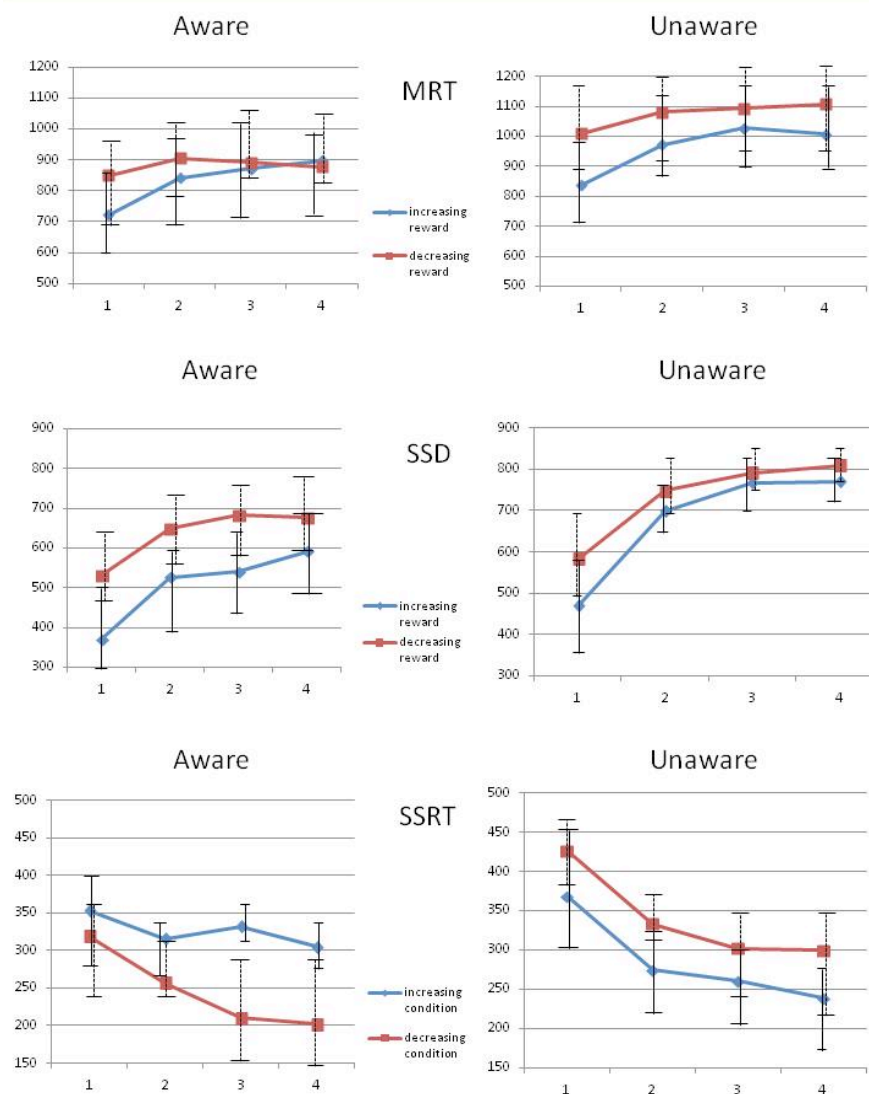 Aware
Unaware
MRT
1200
1100
1000
900
800
700
600
500
1 2 3 4
increasing
reward
decreasing
reward
1200
1100
1000
900
800
700
600
500
1 2 3 4
Aware
Unaware
SSD
900
800
700
600
500
400
300
1 2 3 4
increasing
reward
decreasing
reward
900
800
700
600
500
400
300
1 2 3 4
Aware
Unaware
SSRT
500
450
400
350
300
250
200
150
1 2 3 4
increasing
condition
decreasing
condition
500
450
400
350
300
250
200
150
1 2 3 4